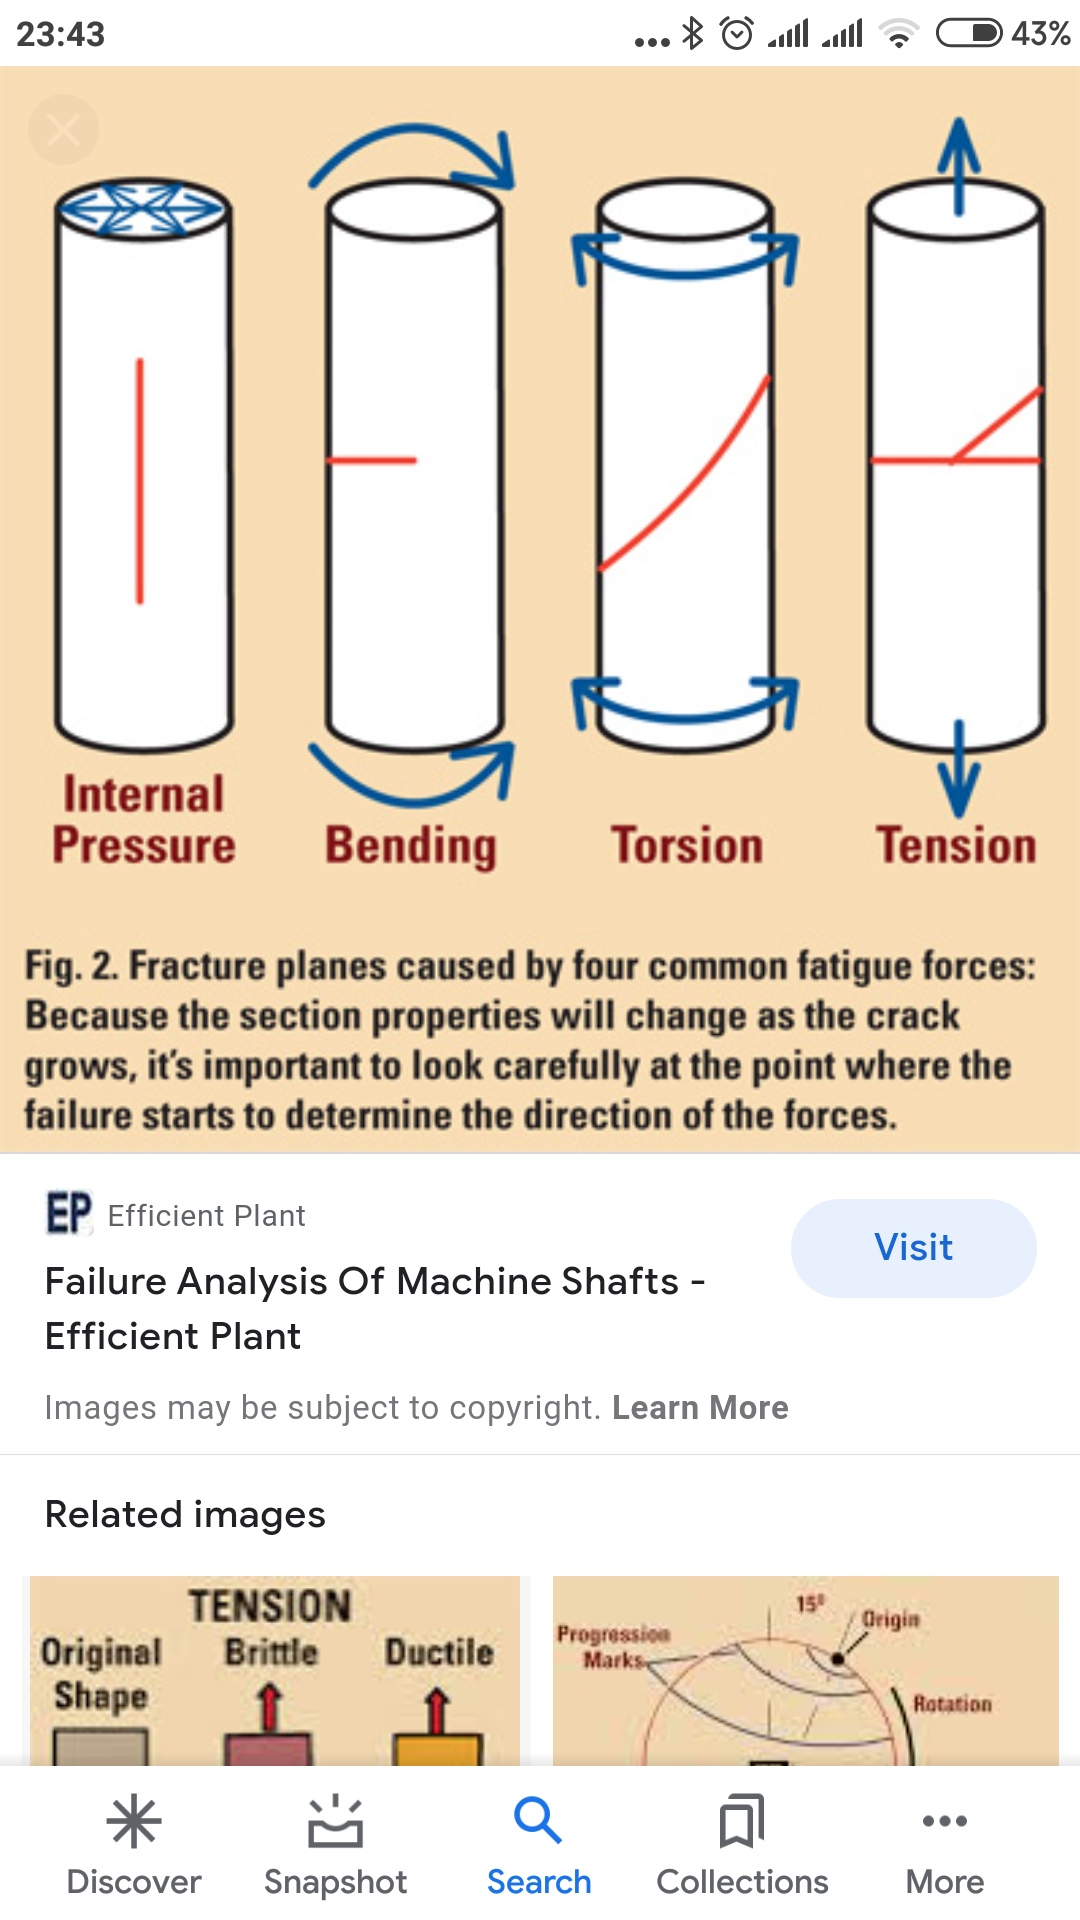 23:43
43%
Internal
Pressure
Bending
Torsion
Tension
Fig. 2. Fracture planes caused by four common fatigue forces:
Because the section properties will change as the crack
grows, it's important to look carefully at the point where the
failure starts to determine the direction of the forces.
EP Efficient Plant
Visit
Failure Analysis Of Machine Shafts -
Efficient Plant
Images may be subject to copyright. Learn More
Related images
TENSION
Original
Shape
Brittle
Ductile
15°
Origin
Progression
Marks
Rotation
Discover
Snapshot
Search
Collections
More